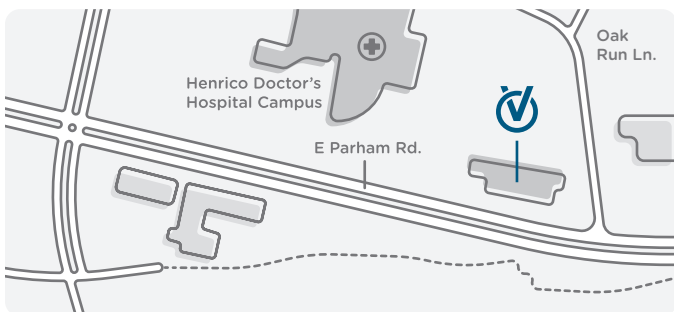 Oak
Run Ln.
Henrico Doctor's
Hospital Campus
E Parham Rd.